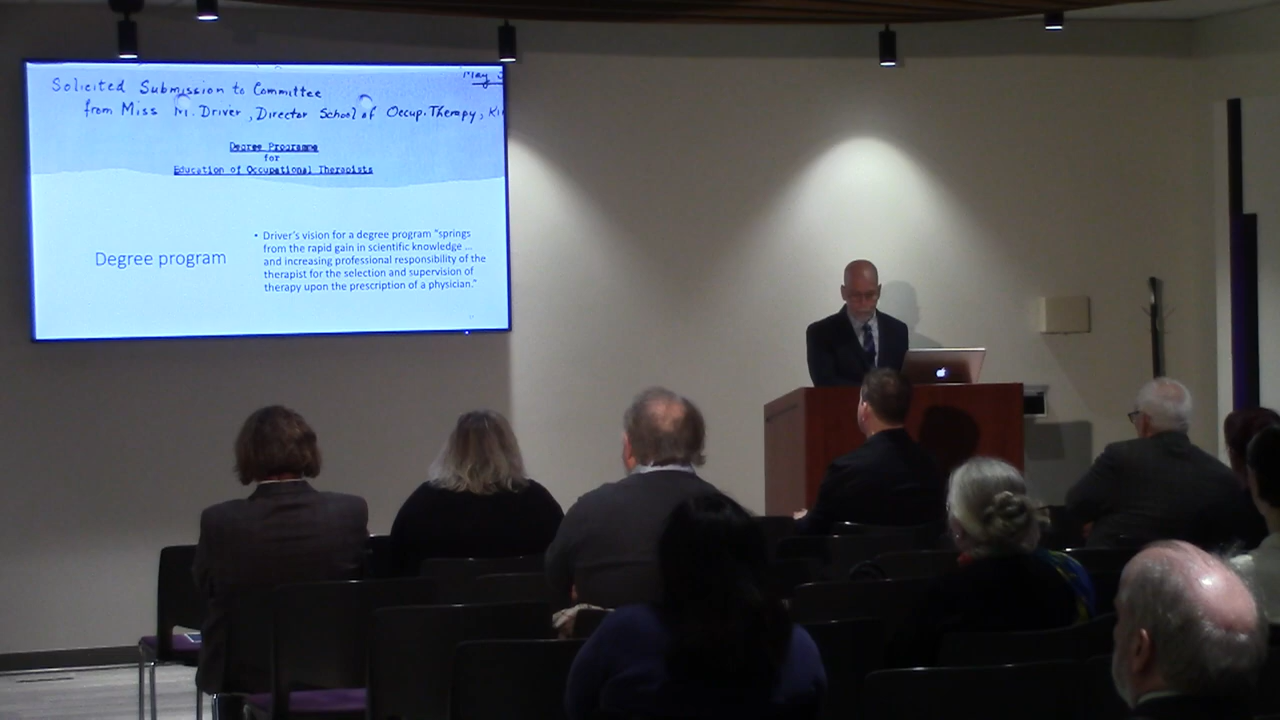 May
Solicited Submission to Committee
from Miss M. Driver, Director School of Occup. Therapy,
Degree Programme
for
Education of Occupational Therapists
Degree program
• Driver's vision for a degree program "springs
from the rapid gain in scientific knowledge ...
and increasing professional responsibility of the
therapist for the selection and supervision of
therapy upon the prescription of a physician."